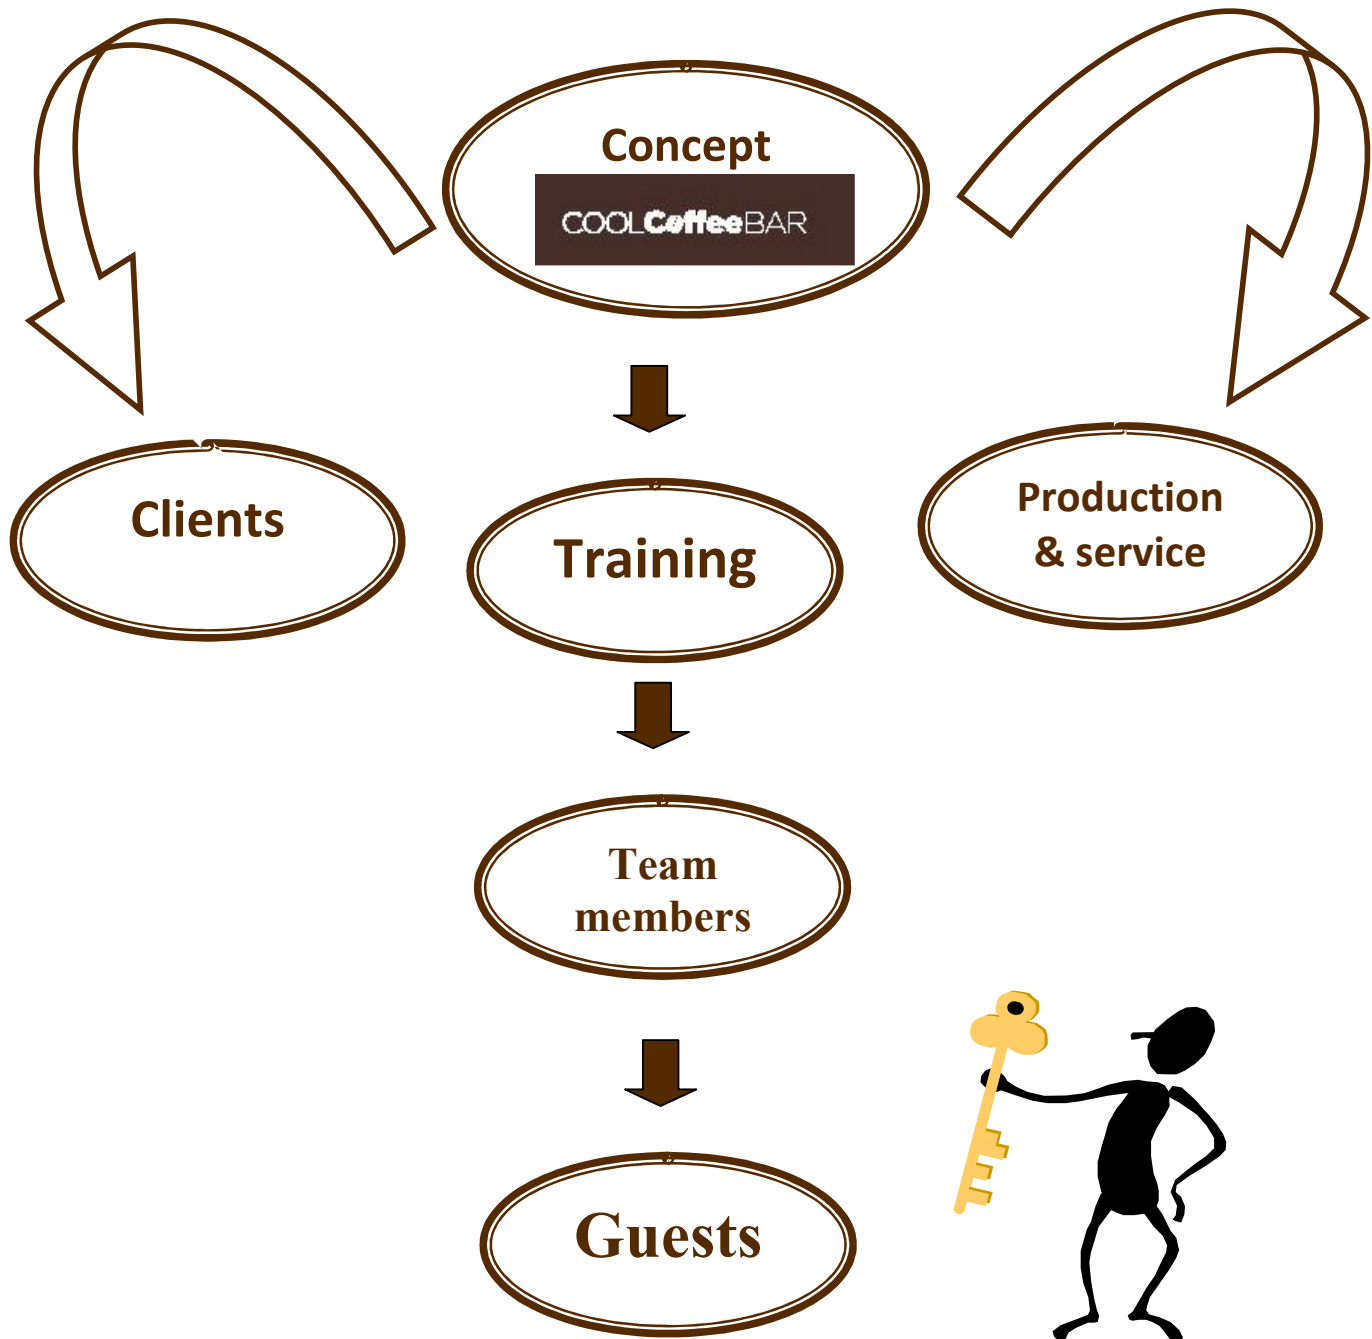 Concept
COOLCoffeeBAR
Clients
Training
Production
& service
Team
members
Guests